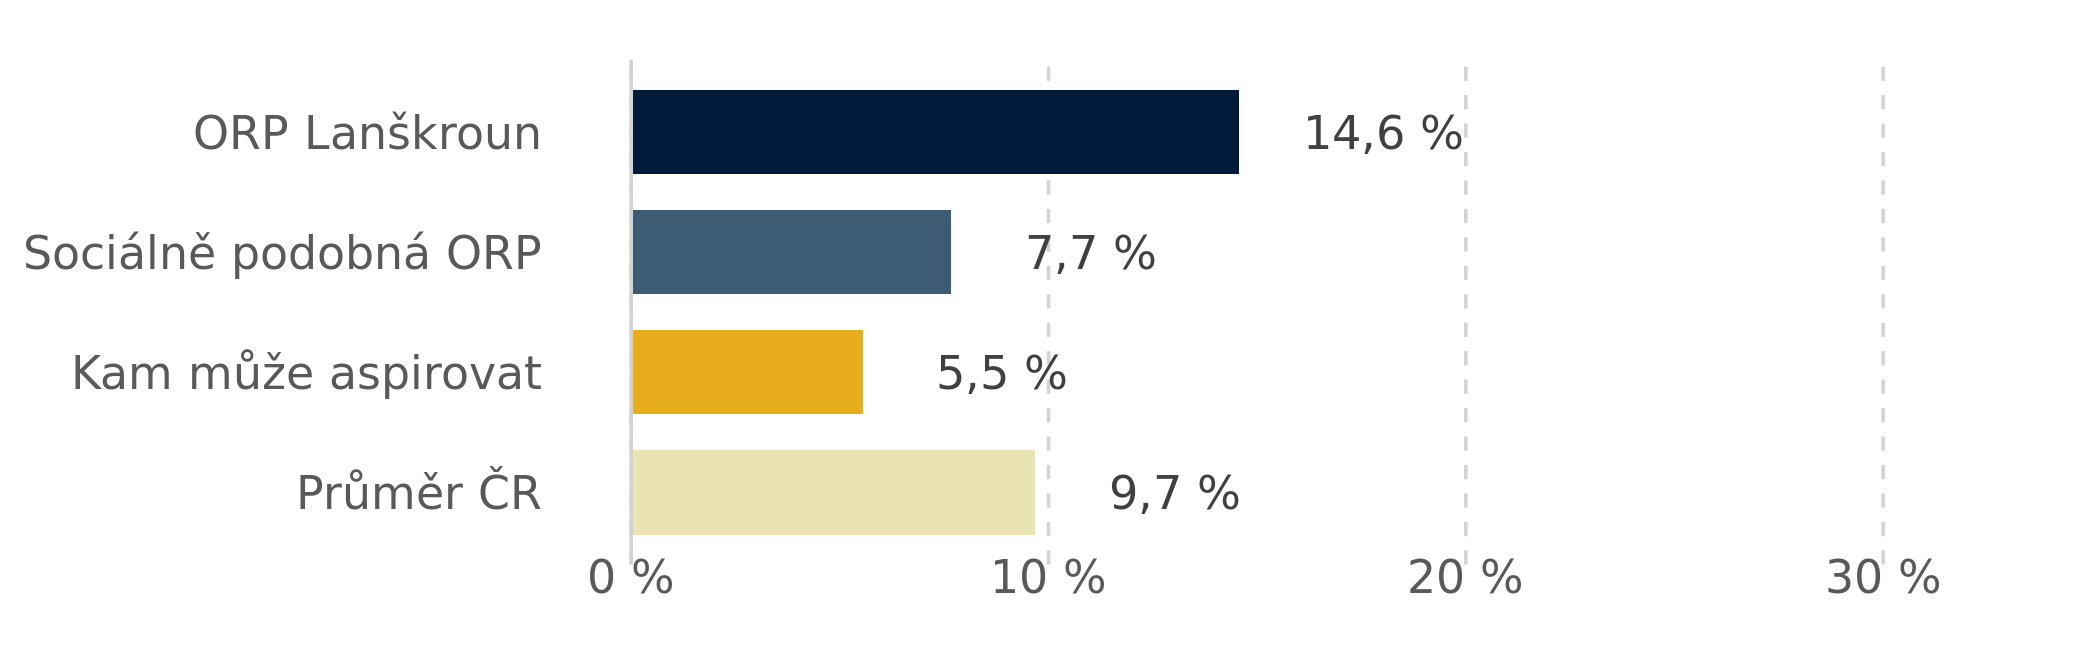 ORP Lanškroun 14,6 %
Sociálně podobná ORP 7,7 %
Kam může aspirovat 5,5 %
Průměr ČR 9,7 %
0 % 10 % 20 % 30 %